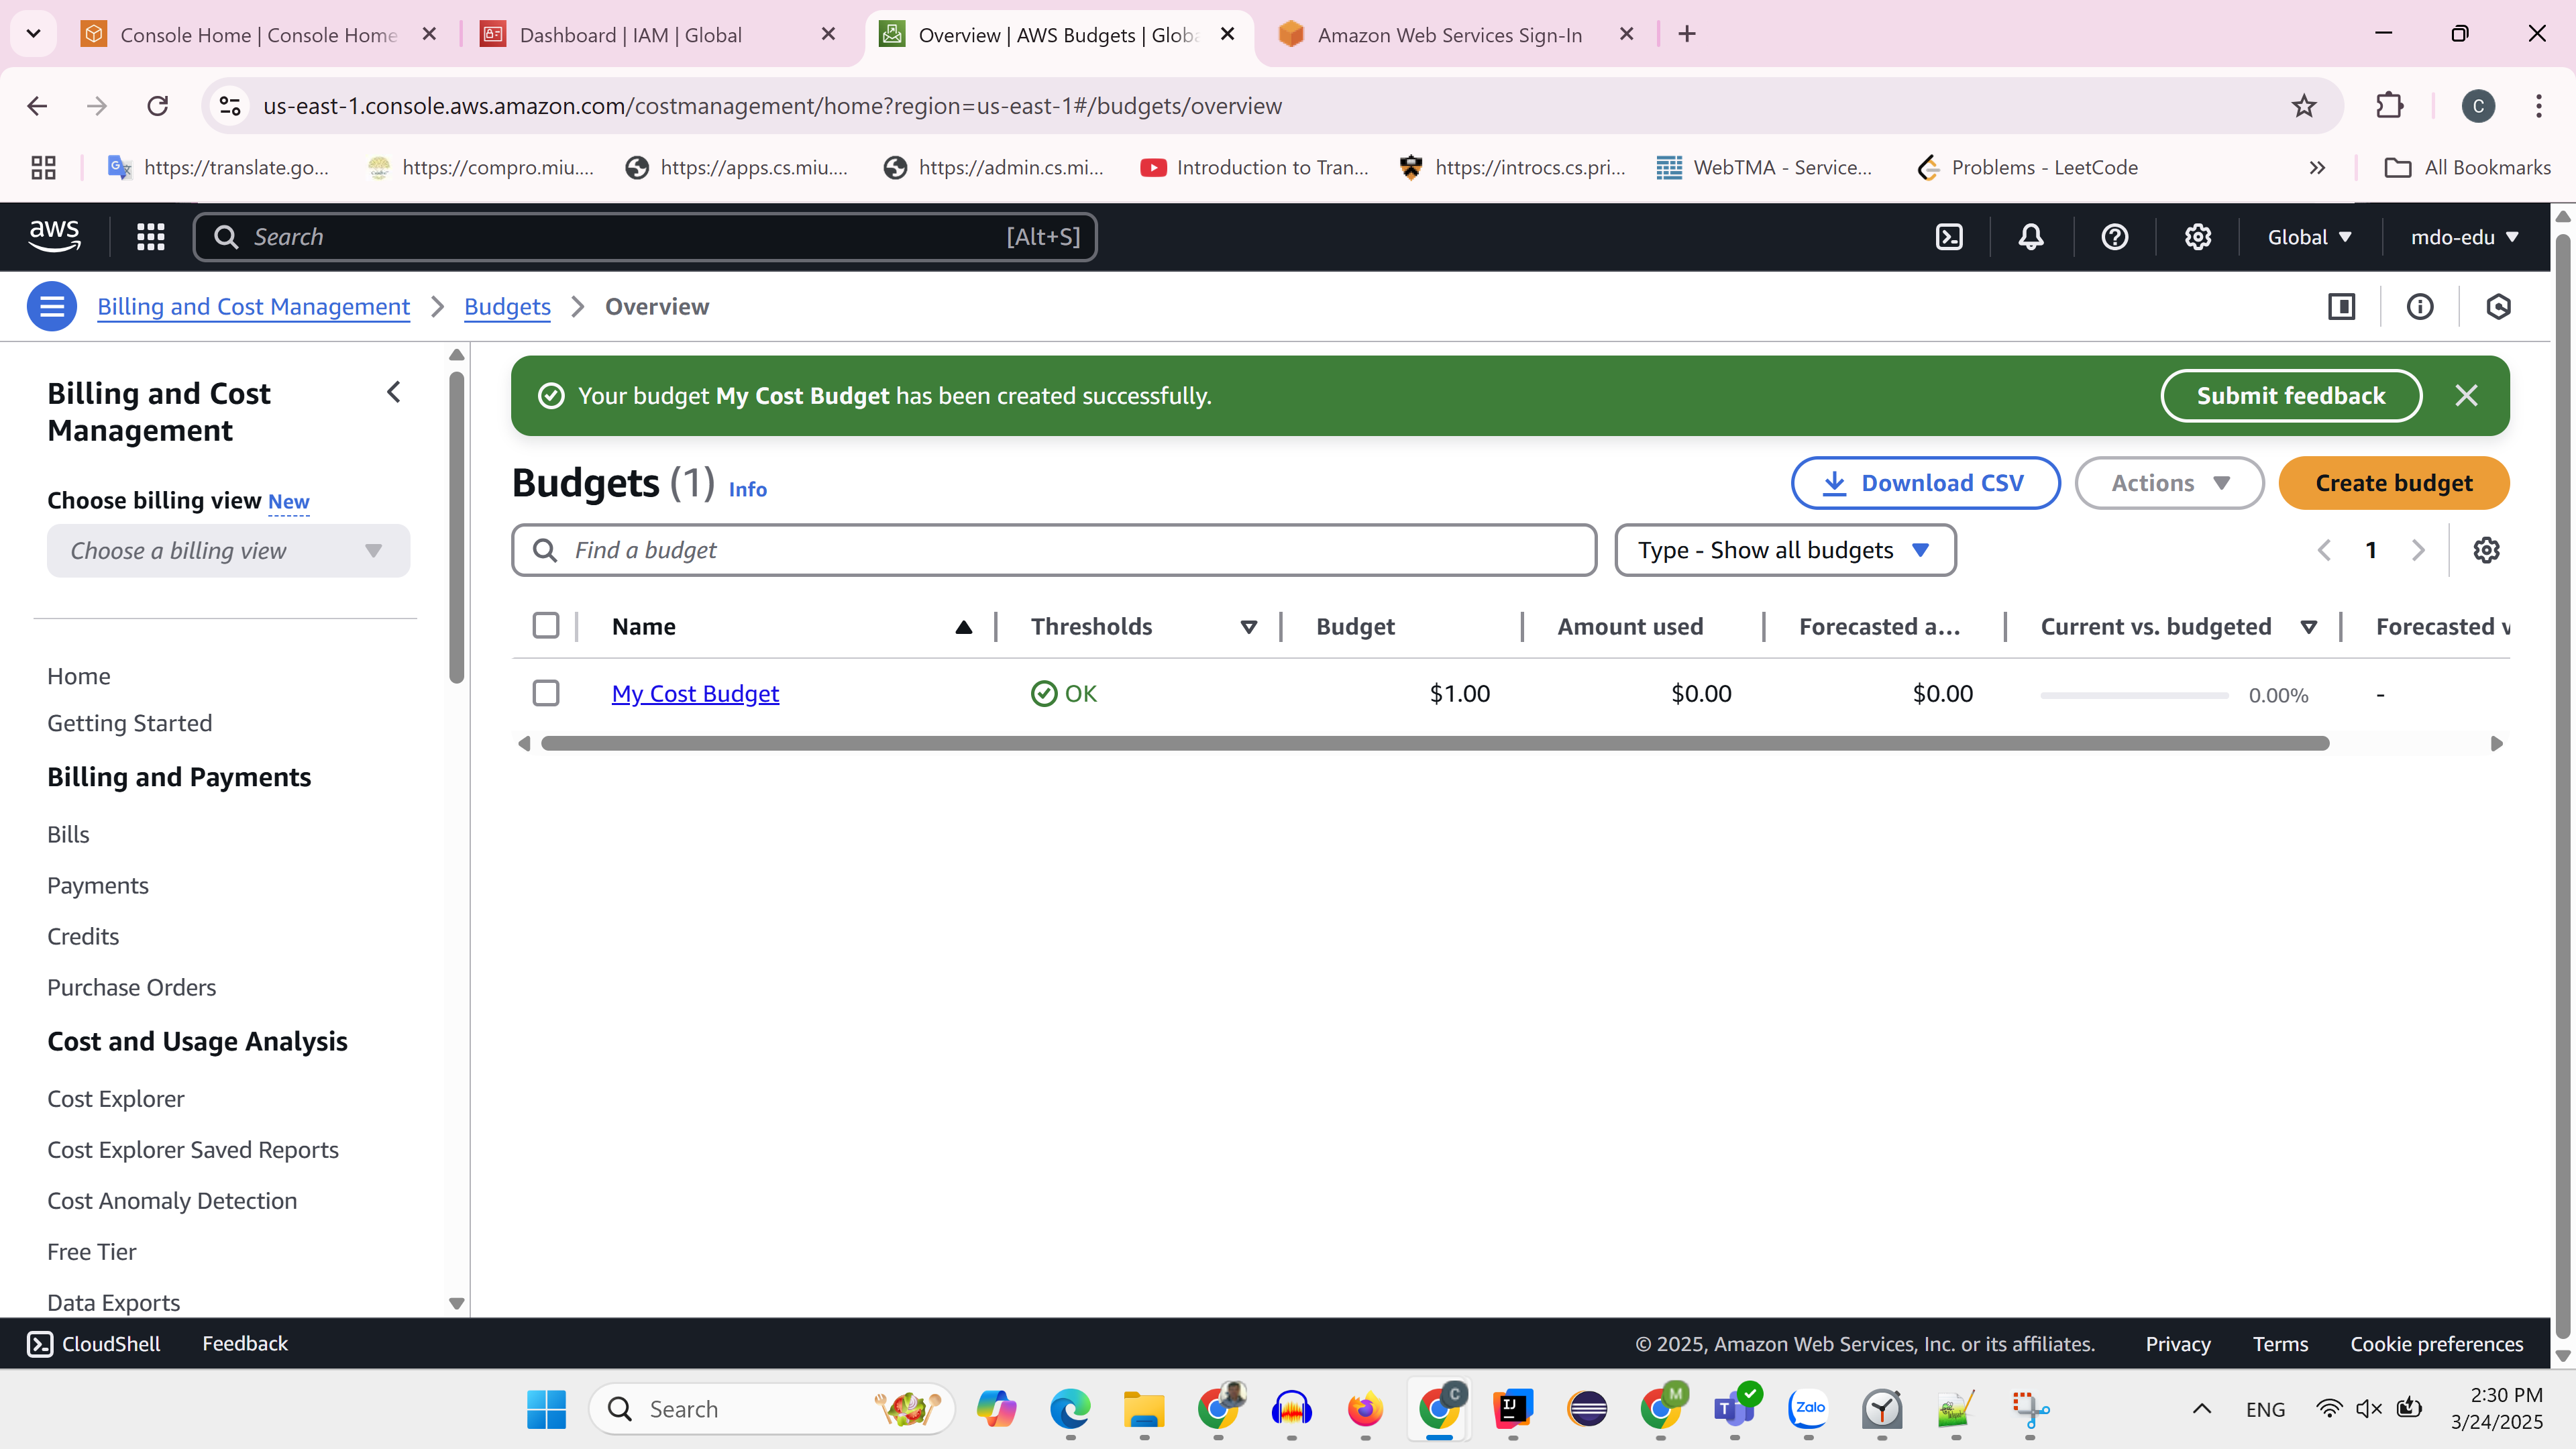 Console Home | Console Home
Dashboard | IAM | Global
Overview | AWS Budgets | Globa
Amazon Web Services Sign-In
us-east-1.console.aws.amazon.com/costmanagement/home?region=us-east-1#/budgets/overview
C
https://translate.go...
https://compro.miu....
https://apps.cs.miu....
https://admin.cs.mi...
Introduction to Tran...
https://introcs.cs.pri...
WebTMA - Service...
Problems - LeetCode
All Bookmarks
aws
Search
[Alt+S]
Global
mdo-edu
Billing and Cost Management
Budgets
Overview
Billing and Cost
Management
Choose billing view New
Choose a billing view
Home
Getting Started
Billing and Payments
Bills
Payments
Credits
Purchase Orders
Cost and Usage Analysis
Cost Explorer
Cost Explorer Saved Reports
Cost Anomaly Detection
Free Tier
Data Exports
Your budget My Cost Budget has been created successfully.
Submit feedback
Budgets (1) Info
Download CSV
Actions
Create budget
Find a budget
Type - Show all budgets
1
Name
Thresholds
Budget
Amount used
Forecasted a...
Current vs. budgeted
Forecasted v
My Cost Budget
OK
$1.00
$0.00
$0.00
0.00%
-
CloudShell
Feedback
© 2025, Amazon Web Services, Inc. or its affiliates.
Privacy
Terms
Cookie preferences
Search
C
IJ
M
T
Zalo
ENG
2:30 PM
3/24/2025